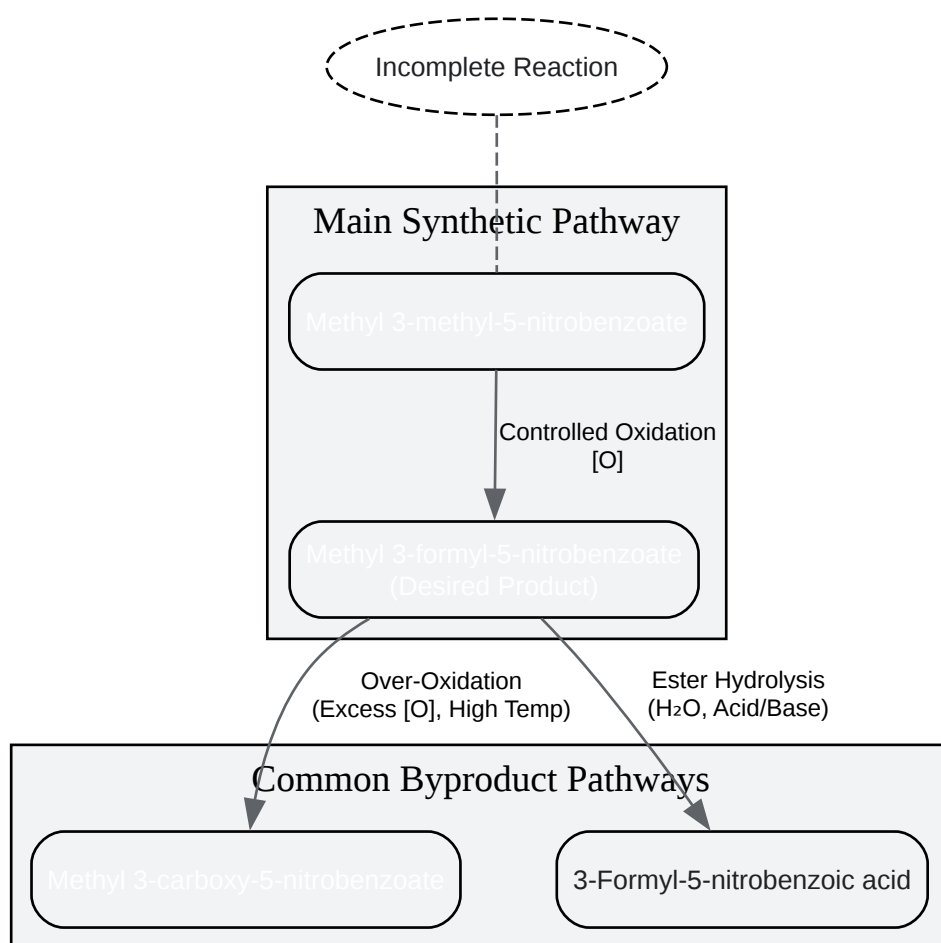 Incomplete Reaction
Main Synthetic Pathway
Methyl 3-methyl-5-nitrobenzoate
Controlled Oxidation
[O]
Methyl 3-formyl-5-nitrobenzoate
(Desired Product)
Over-Oxidation
(Excess [O], High Temp)
Ester Hydrolysis
(H₂O, Acid/Base)
Common Byproduct Pathways
Methyl 3-carboxy-5-nitrobenzoate
3-Formyl-5-nitrobenzoic acid